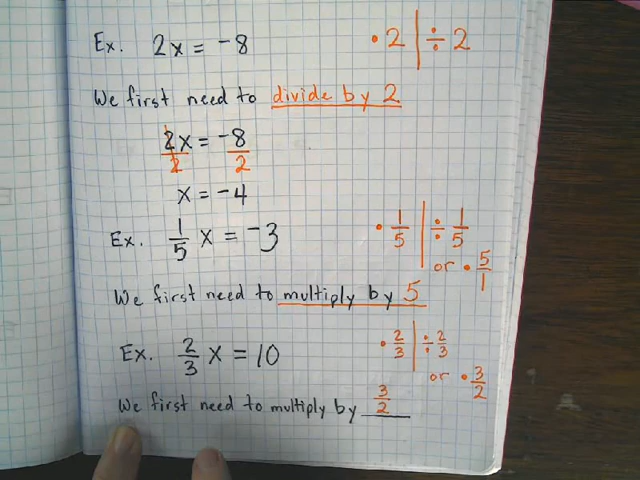 Ex. 2x = -8 · 2 | ÷ 2
We first need to divide by 2
2x = -8
2 2
x = -4
Ex. 1/5 x = -3 · 1/5 | ÷ 1/5
or · 5/1
We first need to multiply by 5
Ex. 2/3 x = 10 · 2/3 | ÷ 2/3
or · 3/2
We first need to multiply by 3/2